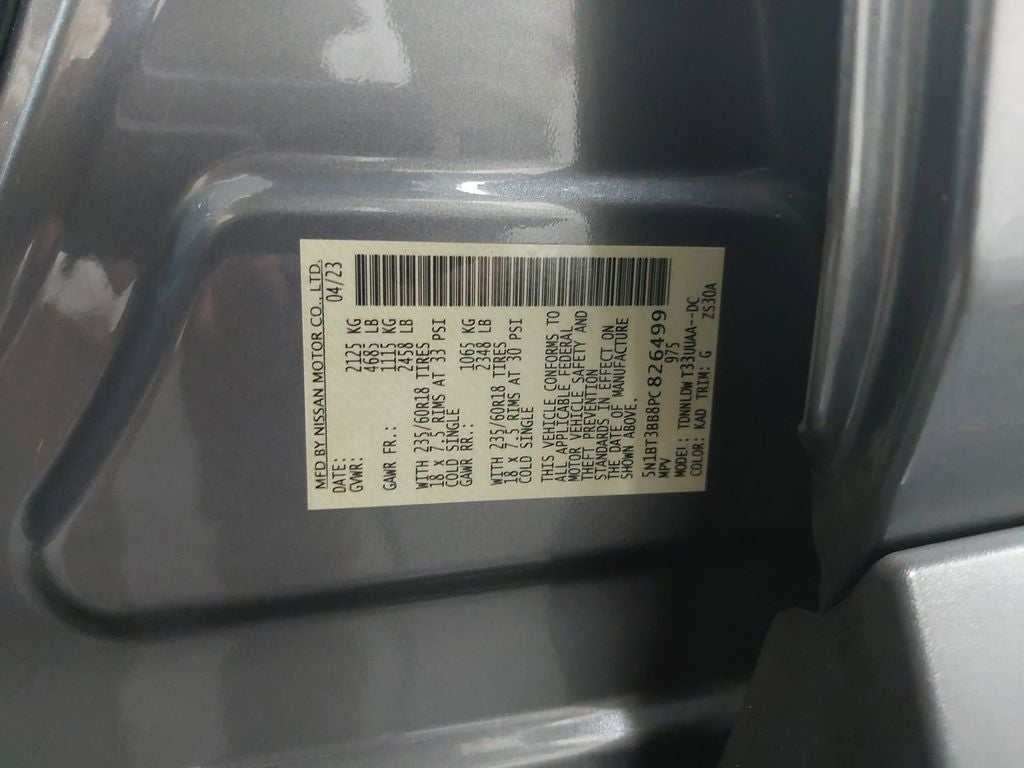 MFD BY NISSAN MOTOR CO., LTD.
DATE: 04/23
GVWR: 2125 KG
4685 LB
GAWR FR.: 1115 KG
2458 LB
WITH 235/60R18 TIRES
18 X 7.5 RIMS AT 33 PSI
COLD SINGLE
GAWR RR.: 1065 KG
2348 LB
WITH 235/60R18 TIRES
18 X 7.5 RIMS AT 30 PSI
COLD SINGLE
THIS VEHICLE CONFORMS TO
ALL APPLICABLE FEDERAL
MOTOR VEHICLE SAFETY AND
THEFT PREVENTION
STANDARDS IN EFFECT ON
THE DATE OF MANUFACTURE
SHOWN ABOVE.
5N1BT3BB8PC826499
MPV 975
MODEL: TDNNLDW T33UUAA--DC
COLOR: KAD TRIM: G ZS30A